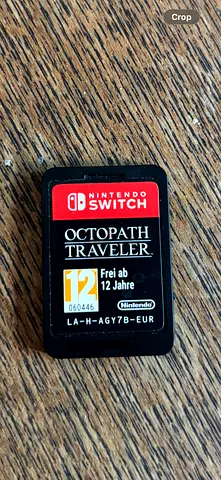 Crop
NINTENDO
SWITCH
OCTOPATH
TRAVELER
12
060446
Frei ab
12 Jahre
Nintendo
LA-H-AGY7B-EUR